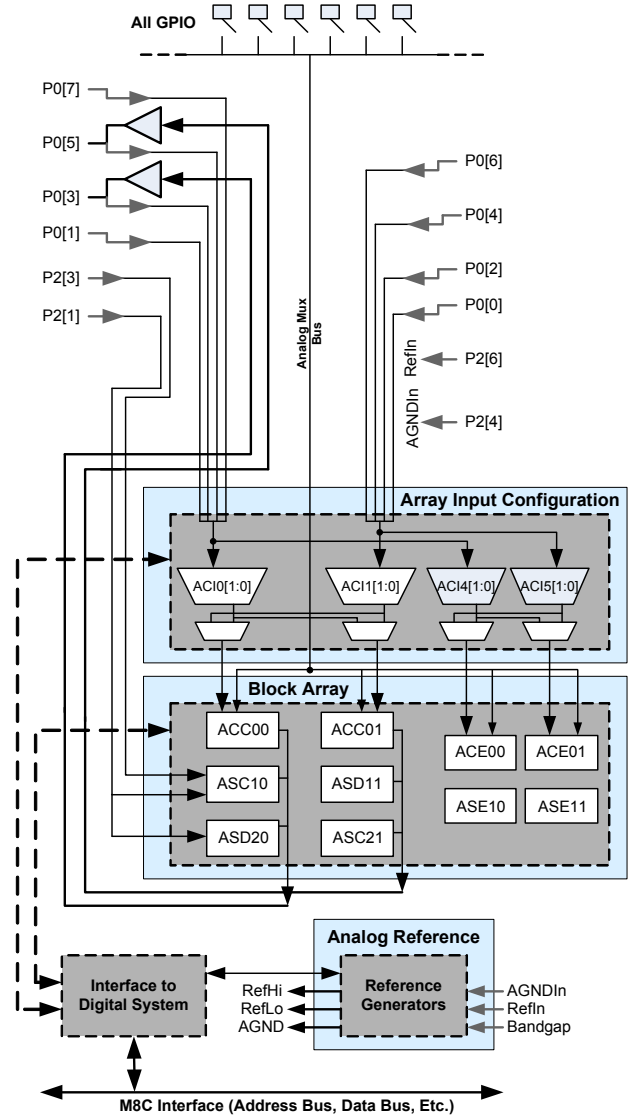 All GPIO
P0[7]
P0[5]
P0[3]
P0[1]
P2[3]
P2[1]
P0[6]
P0[4]
P0[2]
P0[0]
P2[6]
P2[4]
Analog Mux
Bus
RefIn
AGNDIn
Array Input Configuration
ACI0[1:0]
ACI1[1:0]
ACI4[1:0]
ACI5[1:0]
Block Array
ACC00
ACC01
ACE00
ACE01
ASC10
ASD11
ASE10
ASE11
ASD20
ASC21
Analog Reference
Interface to
Digital System
Reference
Generators
RefHi
RefLo
AGND
AGNDIn
RefIn
Bandgap
M8C Interface (Address Bus, Data Bus, Etc.)